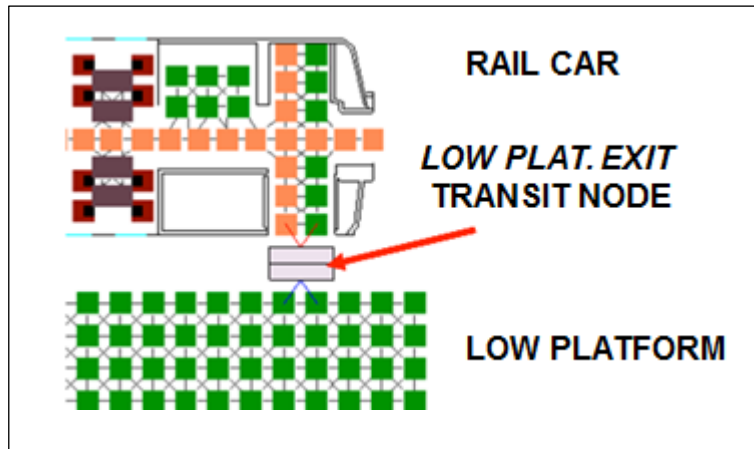 RAIL CAR
LOW PLAT. EXIT
TRANSIT NODE
LOW PLATFORM